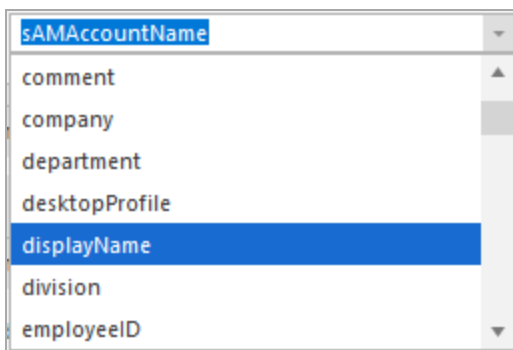 sAMAccountName
comment
company
department
desktopProfile
displayName
division
employeeID